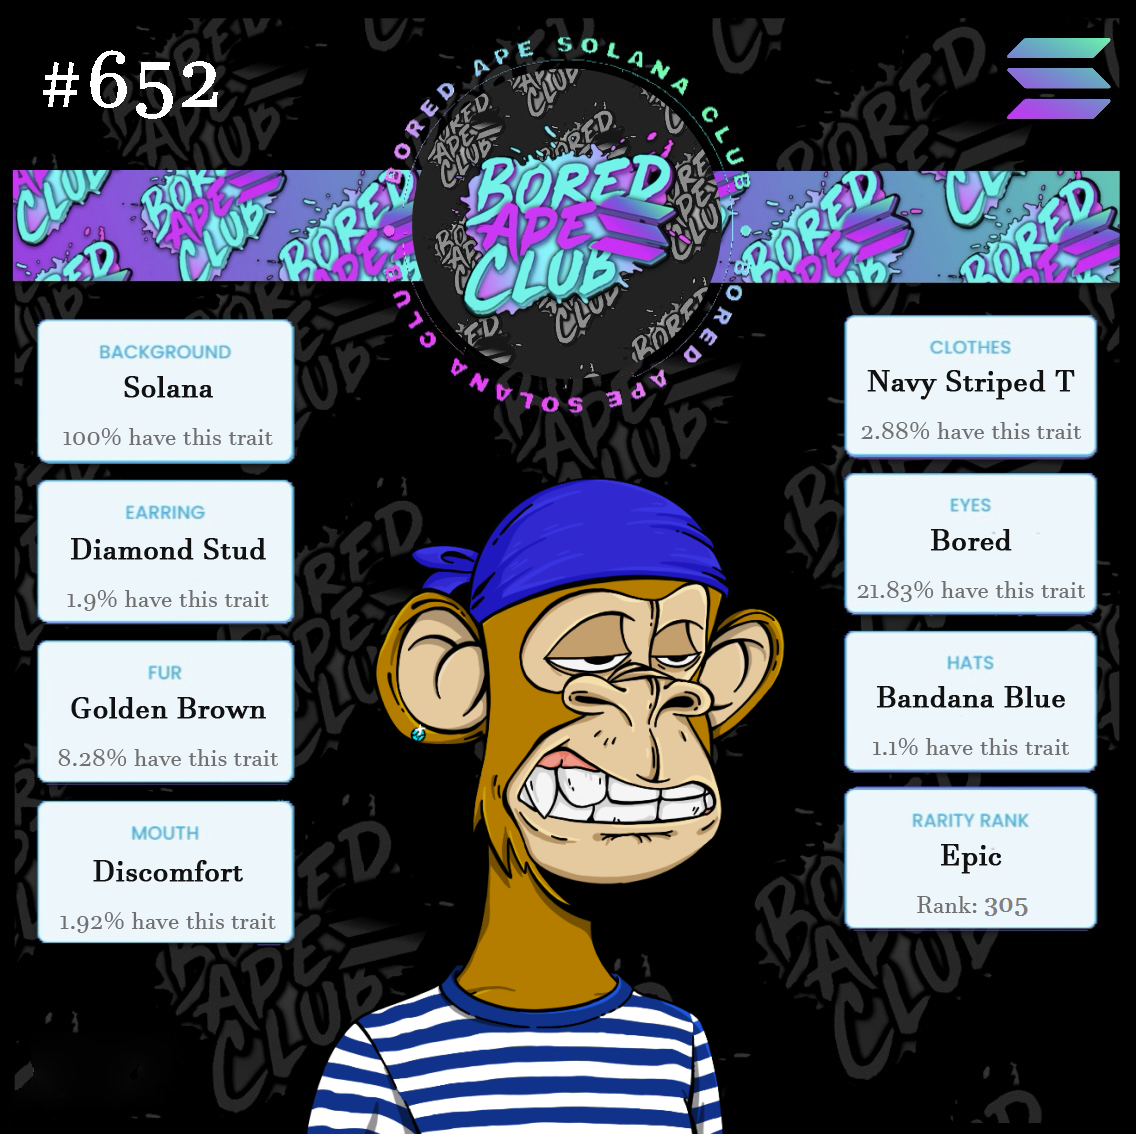 #652
BORED APE SOLANA CLUB
BORED APE SOLANA CLUB
BORED
APE
CLUB
BACKGROUND
Solana
100% have this trait
EARRING
Diamond Stud
1.9% have this trait
FUR
Golden Brown
8.28% have this trait
MOUTH
Discomfort
1.92% have this trait
CLOTHES
Navy Striped T
2.88% have this trait
EYES
Bored
21.83% have this trait
HATS
Bandana Blue
1.1% have this trait
RARITY RANK
Epic
Rank: 305